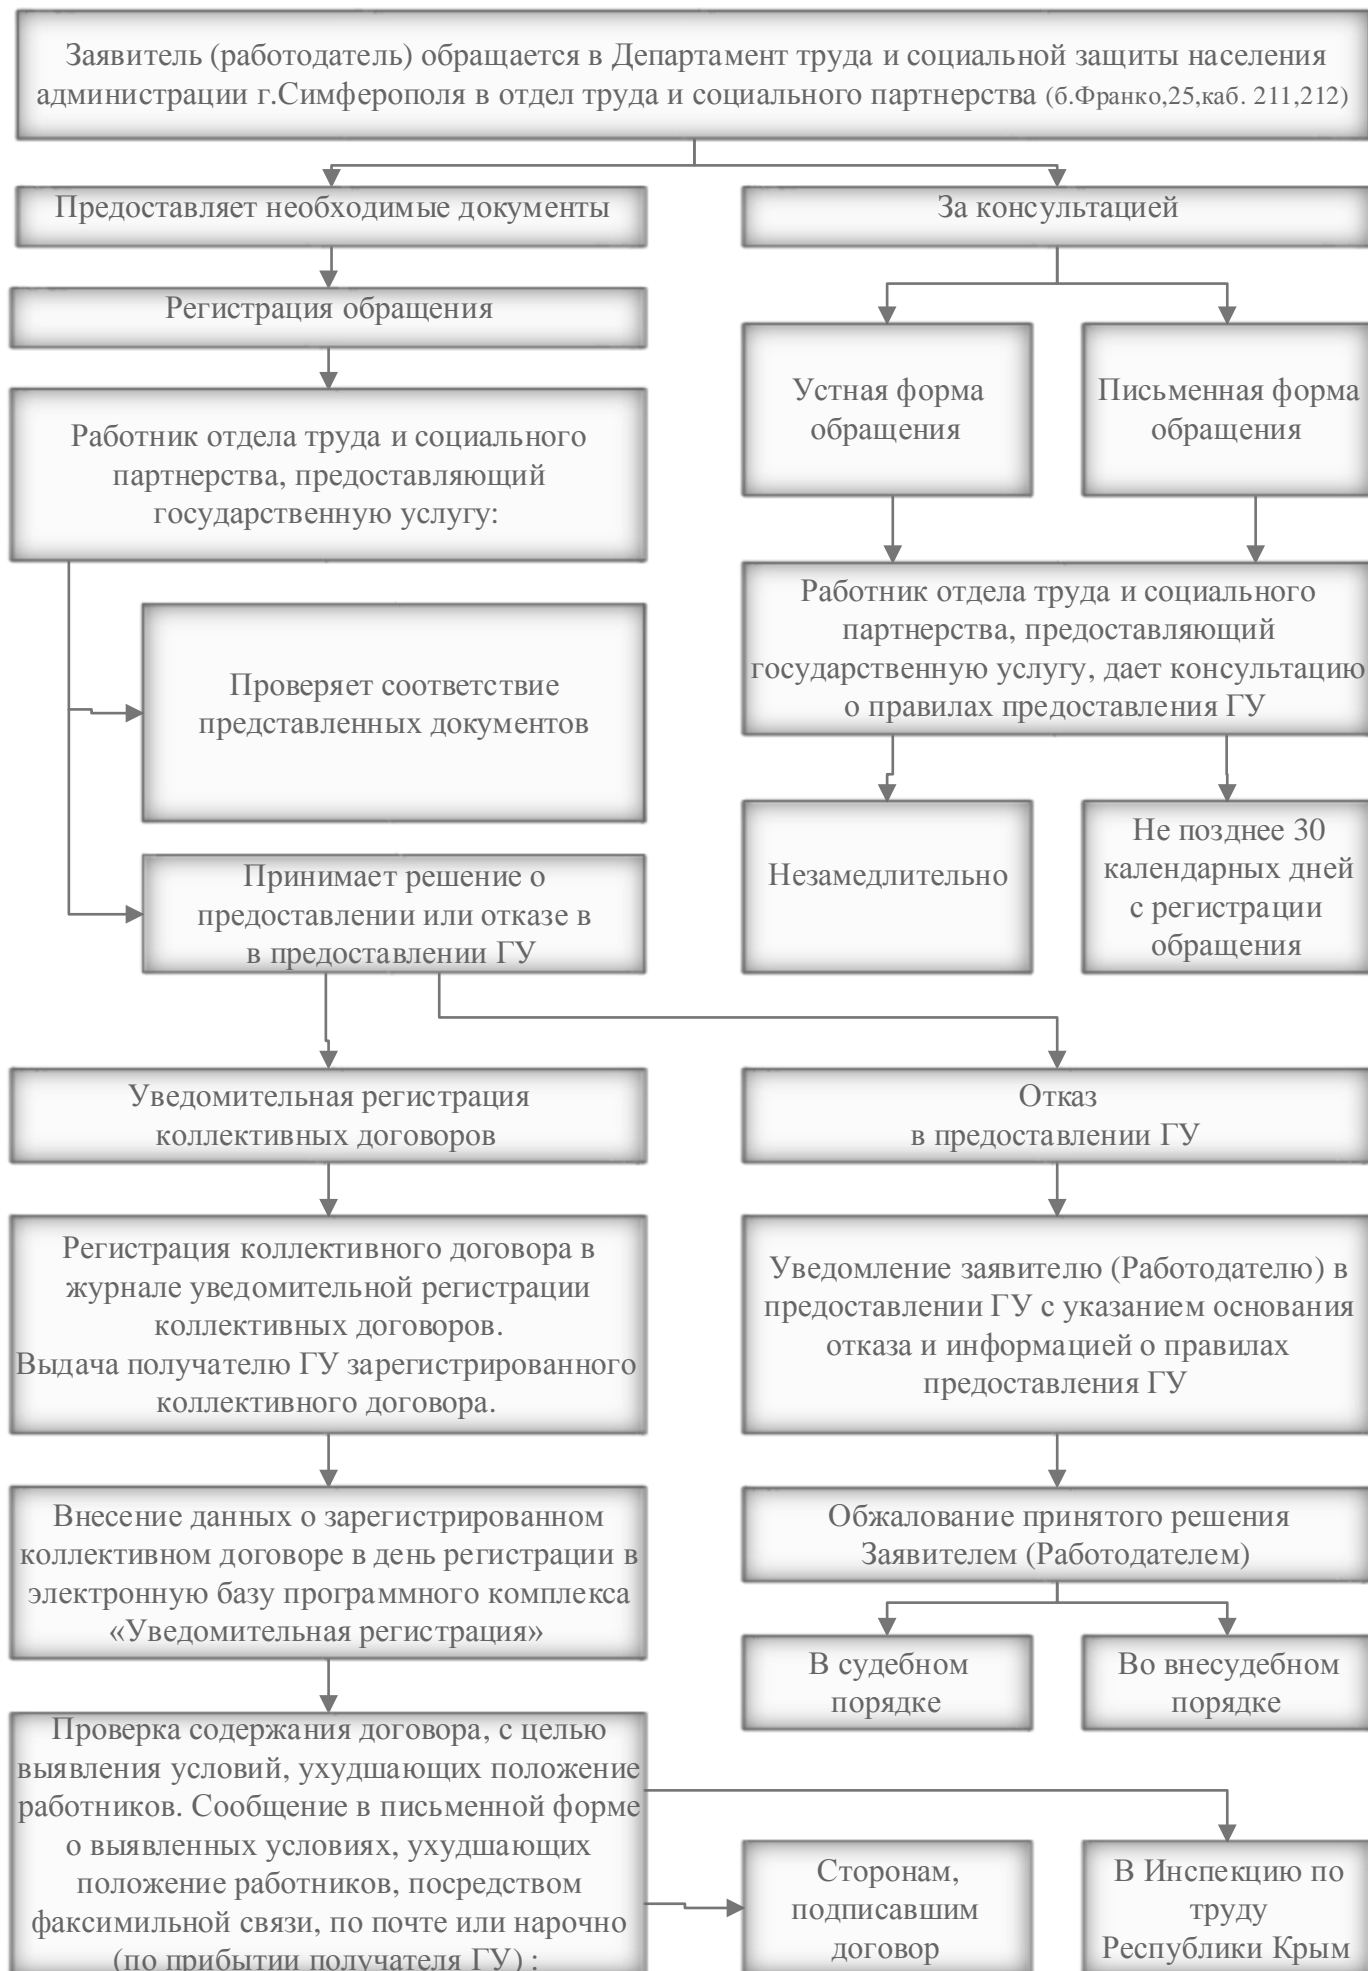 Заявитель (работодатель) обращается в Департамент труда и социальной защиты населения
администрации г.Симферополя в отдел труда и социального партнерства (б.Франко,25,каб. 211,212)
Предоставляет необходимые документы
За консультацией
Регистрация обращения
Устная форма
обращения
Письменная форма
обращения
Работник отдела труда и социального
партнерства, предоставляющий
государственную услугу:
Работник отдела труда и социального
партнерства, предоставляющий
государственную услугу, дает консультацию
о правилах предоставления ГУ
Проверяет соответствие
представленных документов
Незамедлительно
Не позднее 30
календарных дней
с регистрации
обращения
Принимает решение о
предоставлении или отказе в
в предоставлении ГУ
Уведомительная регистрация
коллективных договоров
Отказ
в предоставлении ГУ
Регистрация коллективного договора в
журнале уведомительной регистрации
коллективных договоров.
Выдача получателю ГУ зарегистрированного
коллективного договора.
Уведомление заявителю (Работодателю) в
предоставлении ГУ с указанием основания
отказа и информацией о правилах
предоставления ГУ
Внесение данных о зарегистрированном
коллективном договоре в день регистрации в
электронную базу программного комплекса
«Уведомительная регистрация»
Обжалование принятого решения
Заявителем (Работодателем)
В судебном
порядке
Во внесудебном
порядке
Проверка содержания договора, с целью
выявления условий, ухудшающих положение
работников. Сообщение в письменной форме
о выявленных условиях, ухудшающих
положение работников, посредством
факсимильной связи, по почте или нарочно
(по прибытии получателя ГУ) :
Сторонам,
подписавшим
договор
В Инспекцию по
труду
Республики Крым